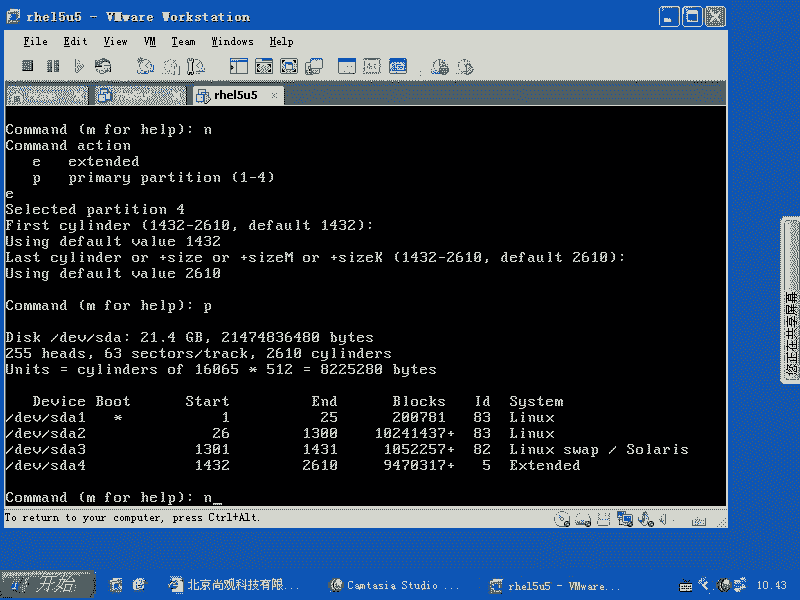 rhel5u5 - VMware Workstation
File Edit View VM Team Windows Help
rhel5u5 ×
Command (m for help): n
Command action
e extended
p primary partition (1-4)
e
Selected partition 4
First cylinder (1432-2610, default 1432):
Using default value 1432
Last cylinder or +size or +sizeM or +sizeK (1432-2610, default 2610):
Using default value 2610
Command (m for help): p
Disk /dev/sda: 21.4 GB, 21474836480 bytes
255 heads, 63 sectors/track, 2610 cylinders
Units = cylinders of 16065 * 512 = 8225280 bytes
Device Boot Start End Blocks Id System
/dev/sda1 * 1 25 200781 83 Linux
/dev/sda2 26 1300 10241437+ 83 Linux
/dev/sda3 1301 1431 1052257+ 82 Linux swap / Solaris
/dev/sda4 1432 2610 9470317+ 5 Extended
Command (m for help): n_
To return to your computer, press Ctrl+Alt.
您正在共享屏幕
开始 北京尚观科技有限... Camtasia Studio ... rhel5u5 - VMware... 10.43